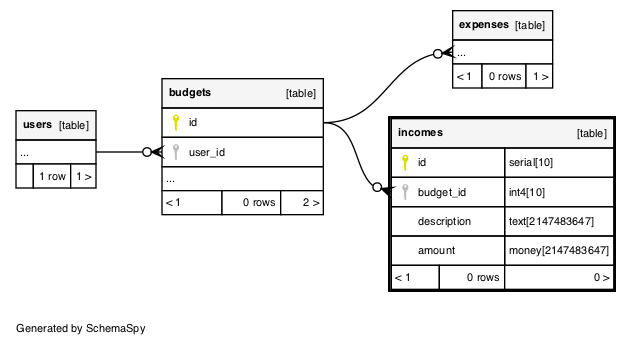 expenses [table]
...
< 1 0 rows 1 >
budgets [table]
id
user_id
...
< 1 0 rows 2 >
users [table]
...
1 row 1 >
incomes [table]
id serial[10]
budget_id int4[10]
description text[2147483647]
amount money[2147483647]
< 1 0 rows 0 >
Generated by SchemaSpy